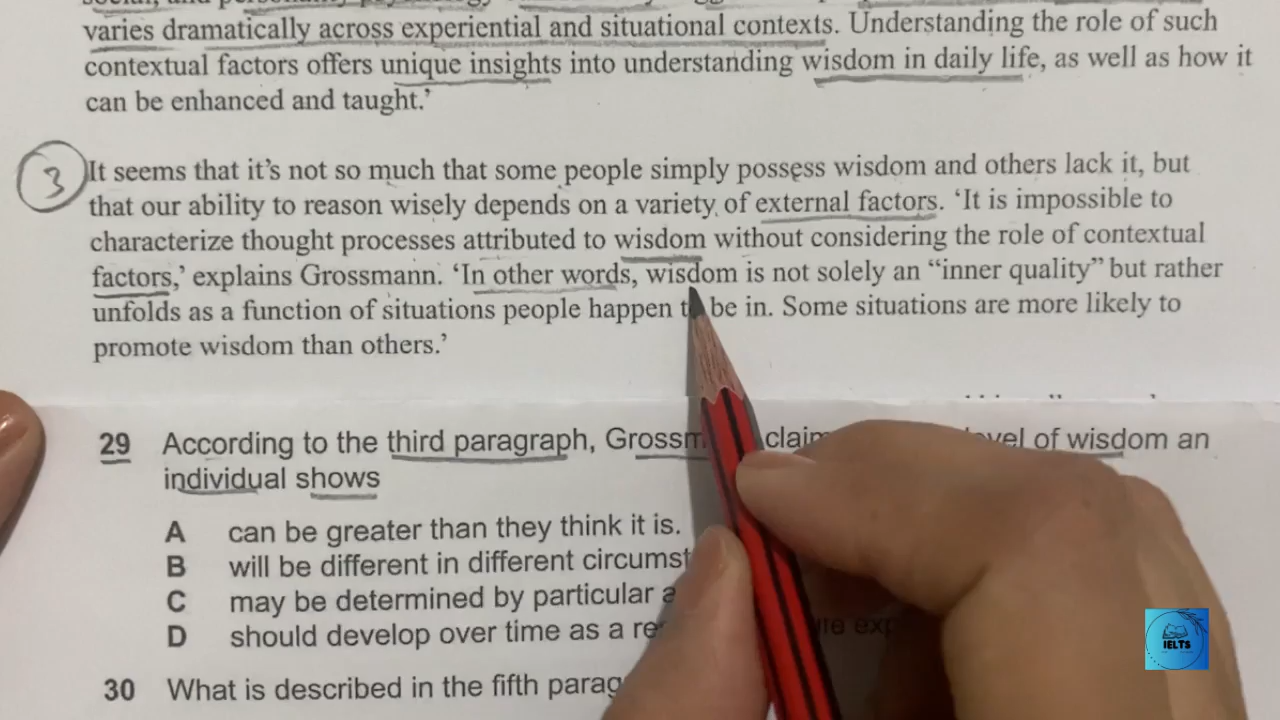 varies dramatically across experiential and situational contexts. Understanding the role of such
contextual factors offers unique insights into understanding wisdom in daily life, as well as how it
can be enhanced and taught.’
3
It seems that it’s not so much that some people simply possess wisdom and others lack it, but
that our ability to reason wisely depends on a variety of external factors. ‘It is impossible to
characterize thought processes attributed to wisdom without considering the role of contextual
factors,’ explains Grossmann. ‘In other words, wisdom is not solely an “inner quality” but rather
unfolds as a function of situations people happen to be in. Some situations are more likely to
promote wisdom than others.’
29 According to the third paragraph, of wisdom an
individual shows
A can be greater than they think it is.
B will be different in different
C may be determined by particular
D should develop over time as a
30 What is described in the fifth
IELTS